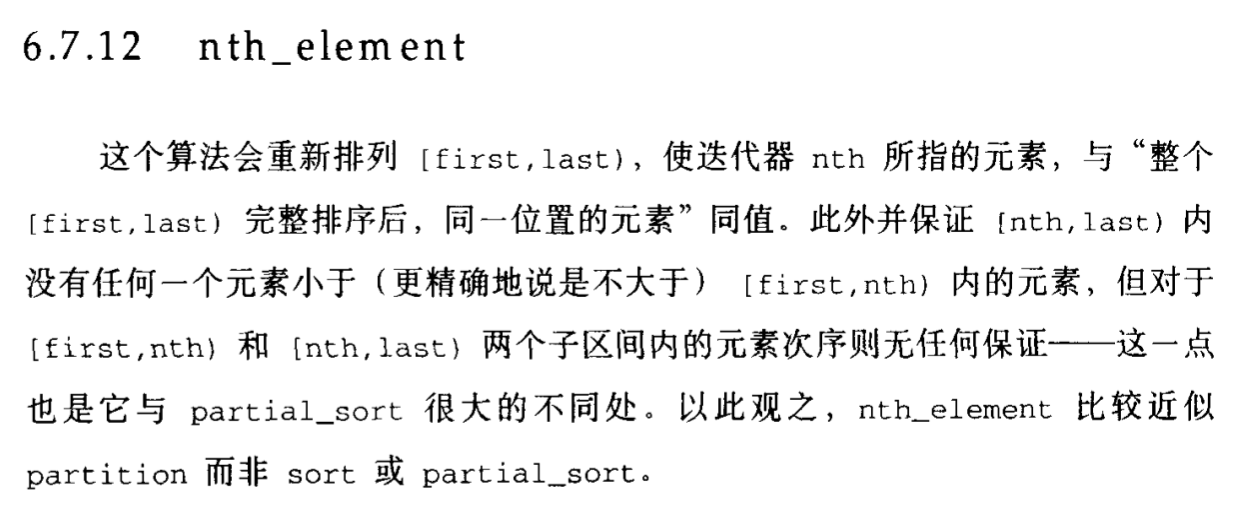 6.7.12 nth_element
这个算法会重新排列 [first,last)，使迭代器 nth 所指的元素，与“整个
[first,last) 完整排序后，同一位置的元素”同值。此外并保证 [nth,last) 内
没有任何一个元素小于（更精确地说是不大于） [first,nth) 内的元素，但对于
[first,nth) 和 [nth,last) 两个子区间内的元素次序则无任何保证——这一点
也是它与 partial_sort 很大的不同处。以此观之，nth_element 比较近似
partition 而非 sort 或 partial_sort。